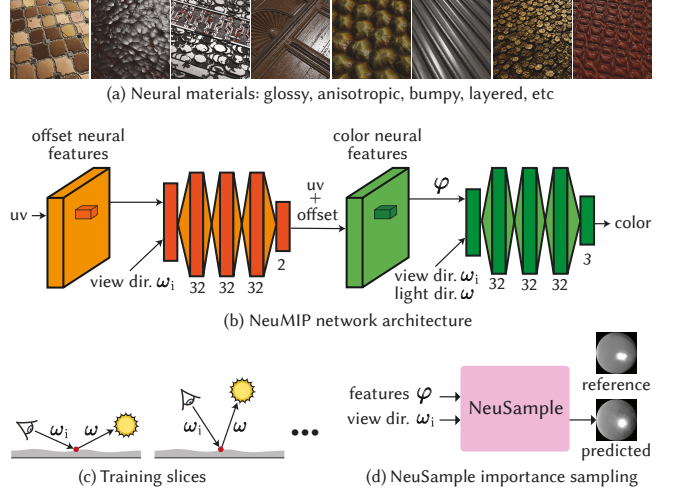 (a) Neural materials: glossy, anisotropic, bumpy, layered, etc
offset neural
features
color neural
features
uv
uv
+
offset
φ
color
view dir. ωi
2
view dir. ωi
light dir. ω
3
32 32 32
32 32 32
(b) NeuMIP network architecture
ωi ω
ωi ω
(c) Training slices
features φ
view dir. ωi
NeuSample
reference
predicted
(d) NeuSample importance sampling